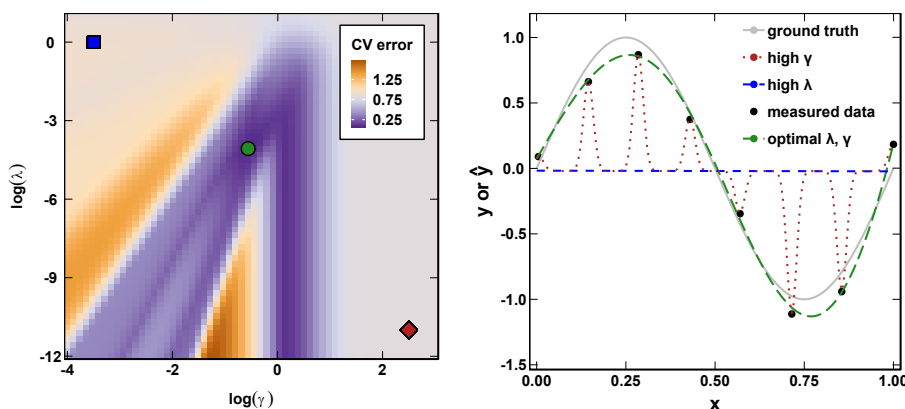 CV error
1.25
0.75
0.25
0
-3
-6
-9
-12
log(λ)
-4
-2
0
2
log(γ)
ground truth
high γ
high λ
measured data
optimal λ, γ
1.0
0.5
0.0
-0.5
-1.0
-1.5
y or ŷ
0.00
0.25
0.50
0.75
1.00
x